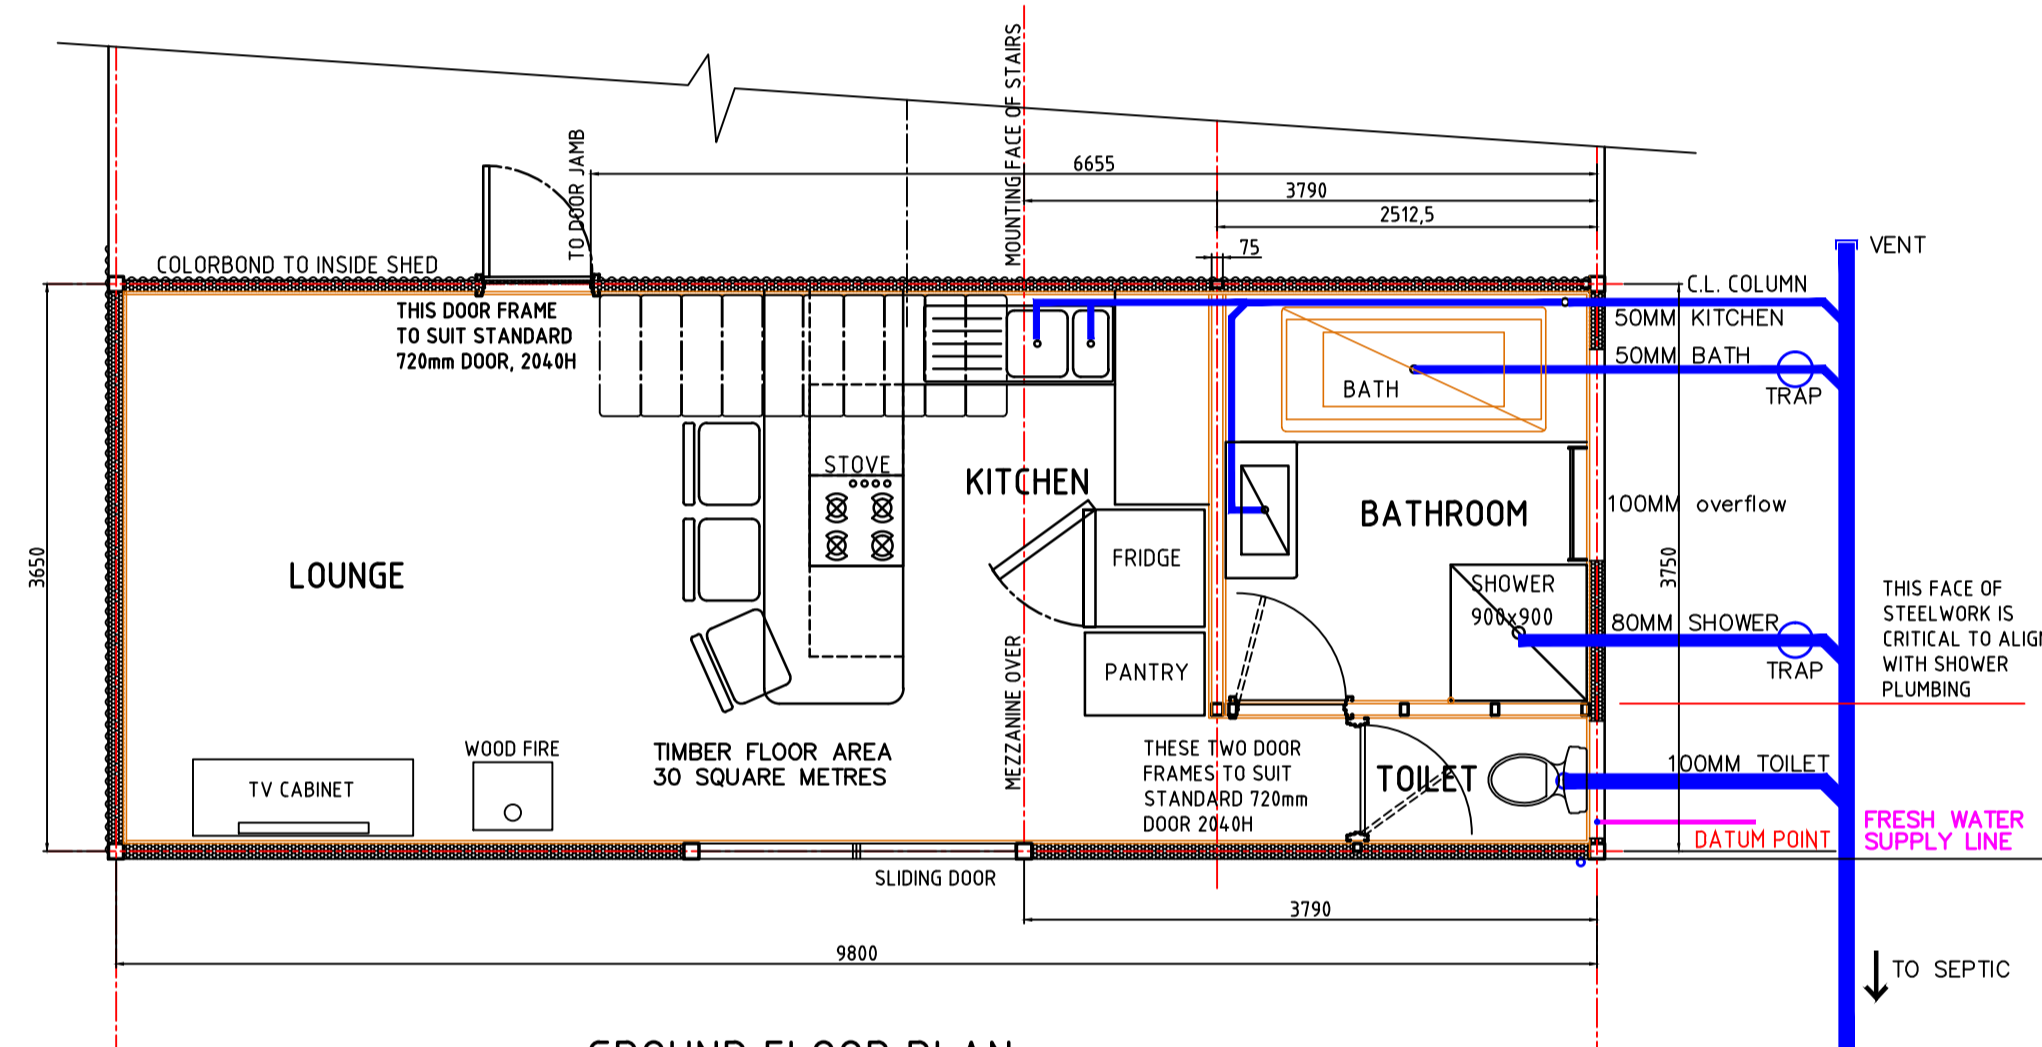 TO DOOR JAMB
MOUNTING FACE OF STAIRS
6655
3790
2512,5
75
COLORBOND TO INSIDE SHED
THIS DOOR FRAME
TO SUIT STANDARD
720mm DOOR, 2040H
VENT
C.L. COLUMN
50MM KITCHEN
50MM BATH
TRAP
BATH
STOVE
KITCHEN
BATHROOM
100MM overflow
3650
3750
LOUNGE
FRIDGE
SHOWER
900x900
80MM SHOWER
TRAP
THIS FACE OF
STEELWORK IS
CRITICAL TO ALIGN
WITH SHOWER
PLUMBING
PANTRY
MEZZANINE OVER
WOOD FIRE
TV CABINET
TIMBER FLOOR AREA
30 SQUARE METRES
THESE TWO DOOR
FRAMES TO SUIT
STANDARD 720mm
DOOR 2040H
TOILET
100MM TOILET
FRESH WATER
SUPPLY LINE
DATUM POINT
SLIDING DOOR
3790
9800
TO SEPTIC
GROUND FLOOR PLAN